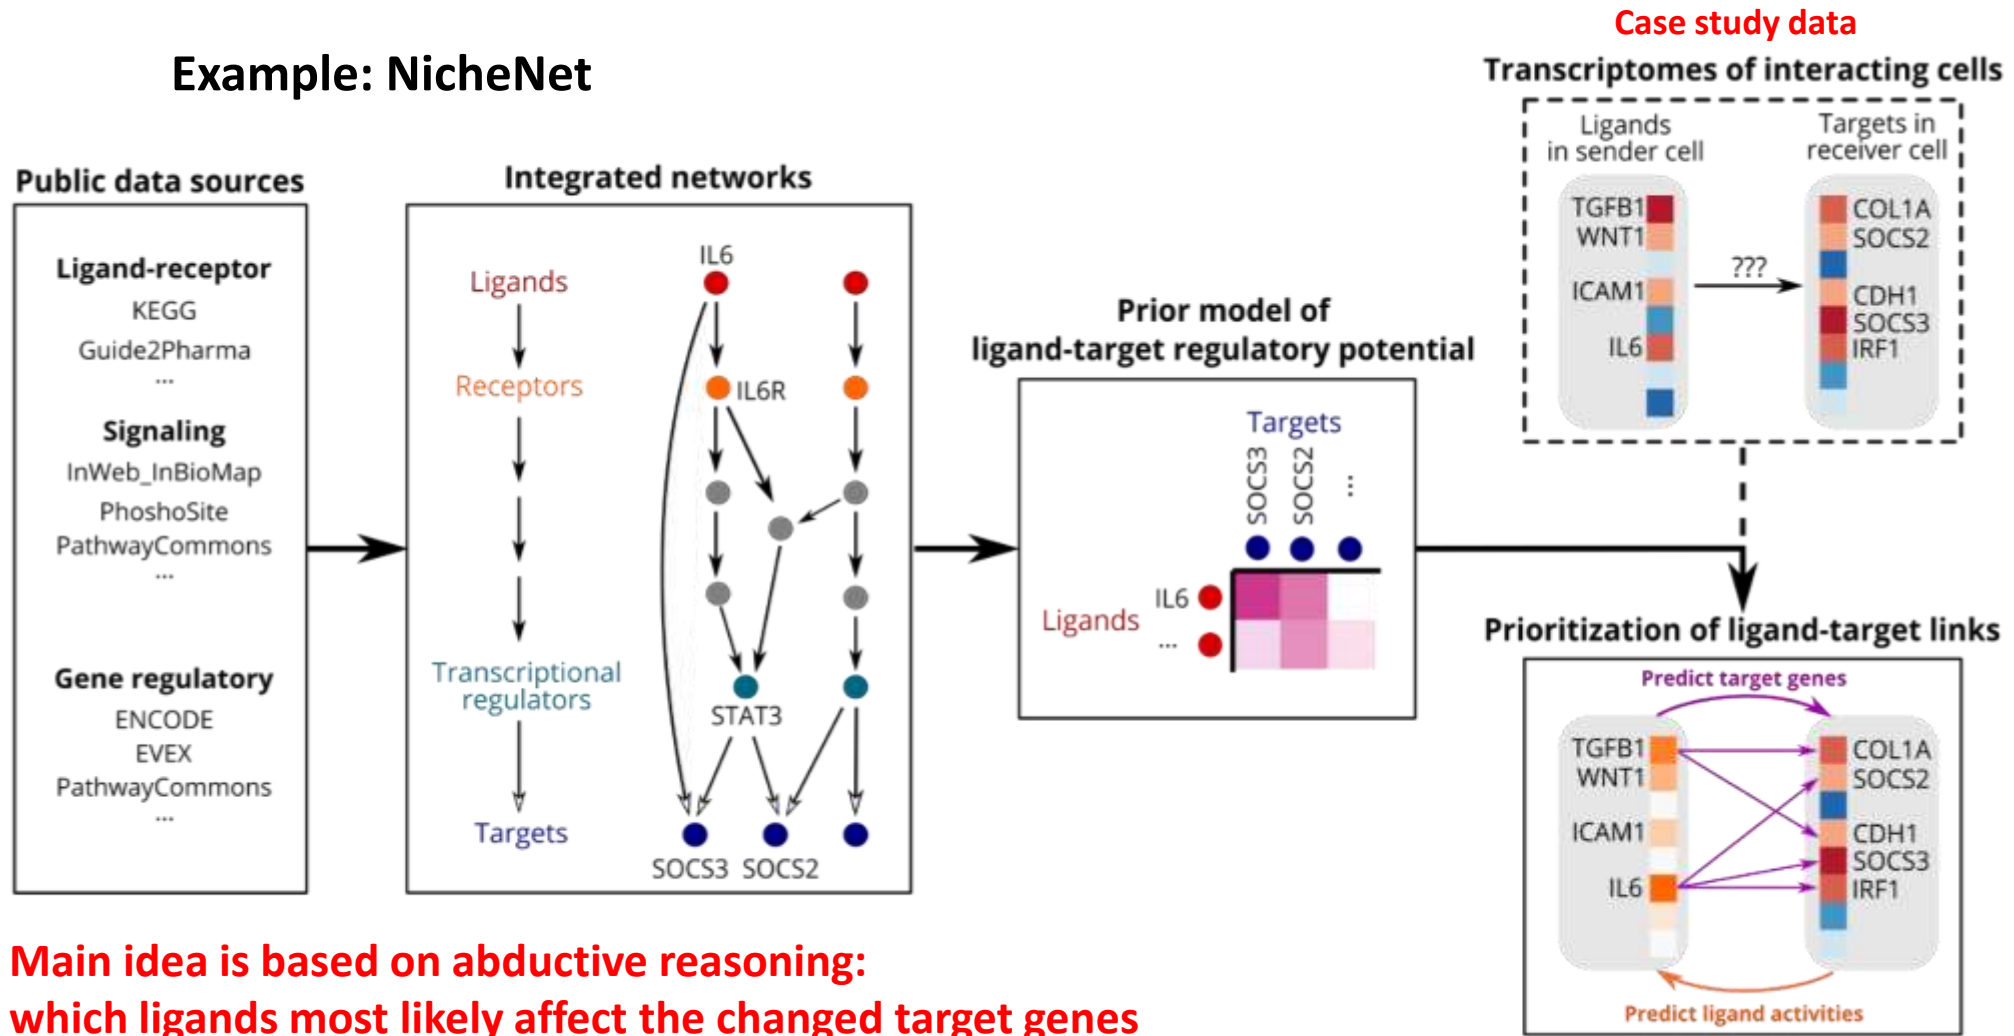 Example: NicheNet
Public data sources
Ligand-receptor
KEGG
Guide2Pharma
...
Signaling
InWeb_InBioMap
PhoshoSite
PathwayCommons
...
Gene regulatory
ENCODE
EVEX
PathwayCommons
...
Integrated networks
Ligands
Receptors
Transcriptional
regulators
Targets
IL6
IL6R
STAT3
SOCS3 SOCS2
Prior model of
ligand-target regulatory potential
Targets
SOCS3
SOCS2
...
Ligands
IL6
...
Case study data
Transcriptomes of interacting cells
Ligands
in sender cell
Targets in
receiver cell
TGFB1
WNT1
ICAM1
IL6
???
COL1A
SOCS2
CDH1
SOCS3
IRF1
Prioritization of ligand-target links
Predict target genes
TGFB1
WNT1
ICAM1
IL6
COL1A
SOCS2
CDH1
SOCS3
IRF1
Predict ligand activities
Main idea is based on abductive reasoning:
which ligands most likely affect the changed target genes